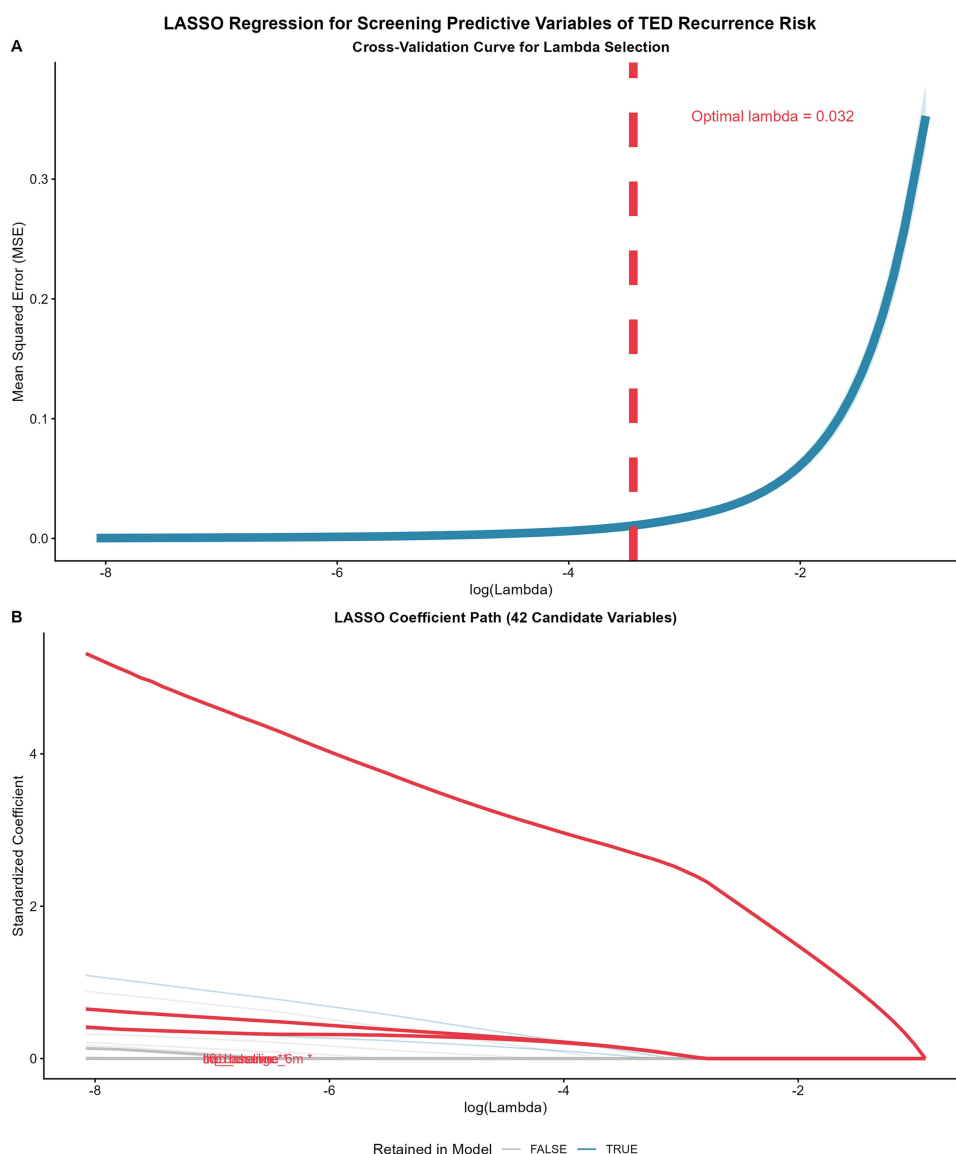 LASSO Regression for Screening Predictive Variables of TED Recurrence Risk
A
Cross-Validation Curve for Lambda Selection
Optimal lambda = 0.032
Mean Squared Error (MSE)
0.3
0.2
0.1
0.0
-8
-6
-4
-2
log(Lambda)
B
LASSO Coefficient Path (42 Candidate Variables)
Standardized Coefficient
4
2
0
-8
-6
-4
-2
log(Lambda)
Retained in Model
FALSE
TRUE